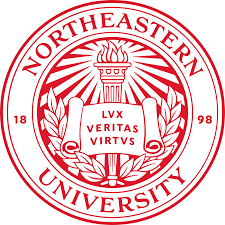 NORTHEASTERN
LVX
18 VERITAS 98
VIRTVS
UNIVERSITY